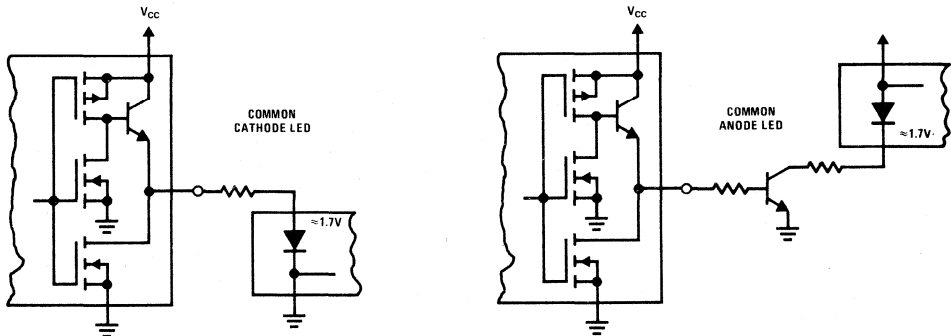 VCC
COMMON
CATHODE LED
≈1.7V
VCC
COMMON
ANODE LED
≈1.7V